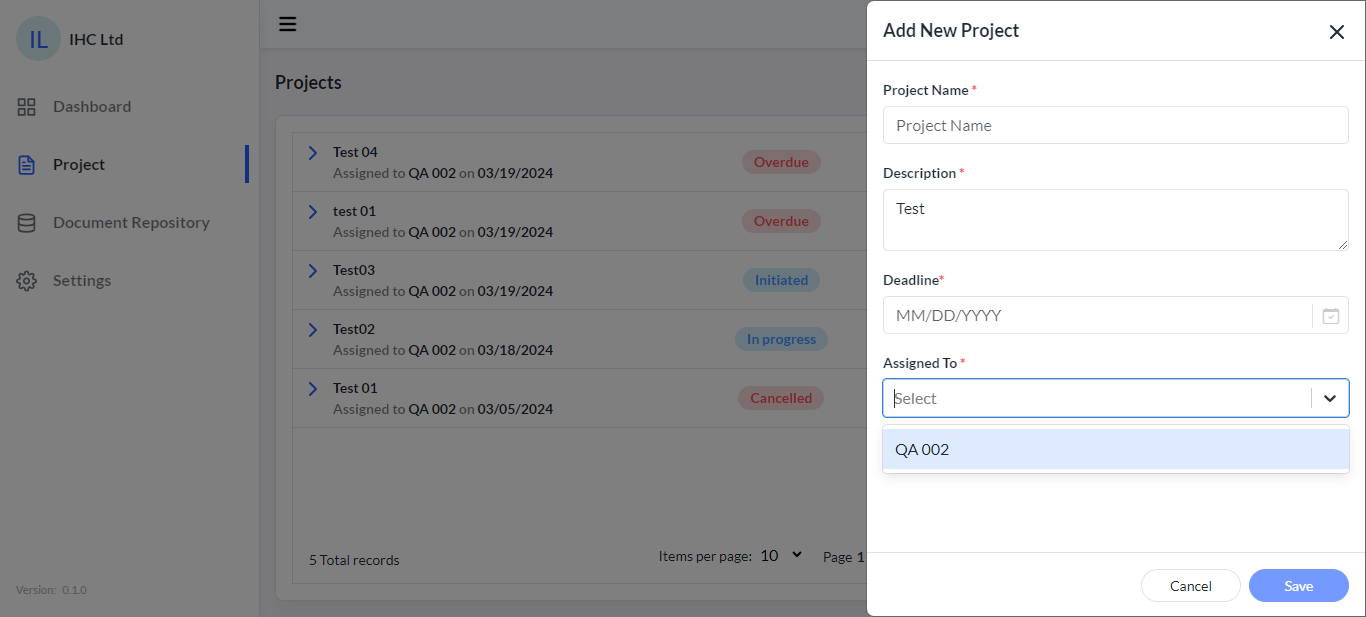 IL IHC Ltd
Dashboard
Project
Document Repository
Settings
Version: 0.1.0
Projects
Test 04
Assigned to QA 002 on 03/19/2024
Overdue
test 01
Assigned to QA 002 on 03/19/2024
Overdue
Test03
Assigned to QA 002 on 03/19/2024
Initiated
Test02
Assigned to QA 002 on 03/18/2024
In progress
Test 01
Assigned to QA 002 on 03/05/2024
Cancelled
5 Total records
Items per page: 10
Page 1
Add New Project
Project Name *
Project Name
Description *
Test
Deadline*
MM/DD/YYYY
Assigned To *
Select
QA 002
Cancel
Save